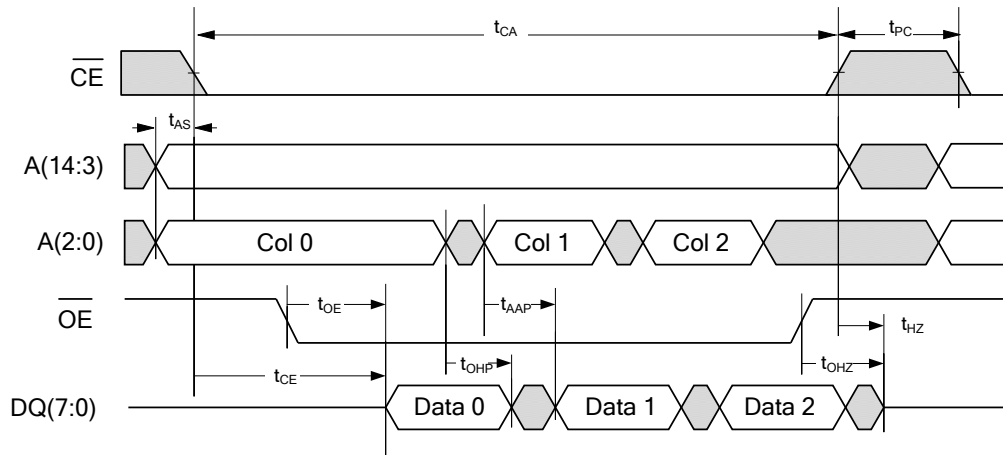 tCA
tPC
CE
tAS
A(14:3)
A(2:0)
Col 0
Col 1
Col 2
OE
tOE
tAAP
tHZ
tCE
tOHP
tOHZ
DQ(7:0)
Data 0
Data 1
Data 2